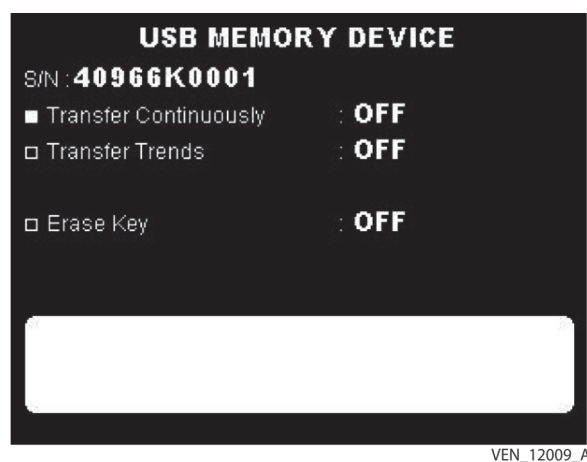 USB MEMORY DEVICE
S/N : 40966K0001
Transfer Continuously : OFF
Transfer Trends : OFF
Erase Key : OFF
VEN_12009_A